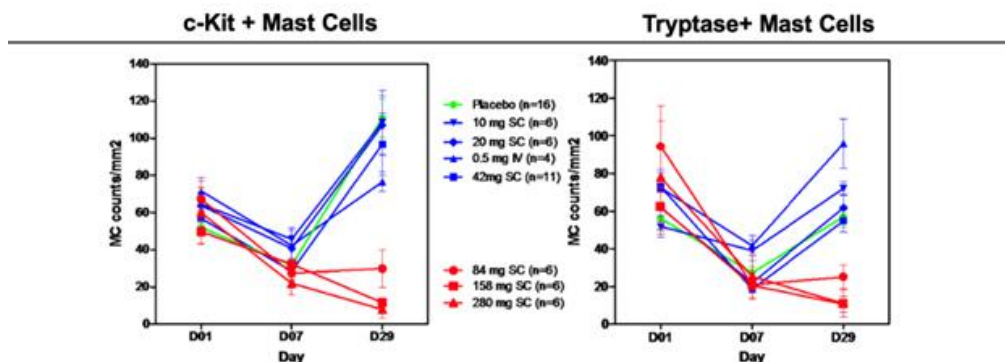 c-Kit + Mast Cells
Tryptase+ Mast Cells
MC counts/mm2
140
120
100
80
60
40
20
0
D01 D07 D29
Day
Placebo (n=16)
10 mg SC (n=6)
20 mg SC (n=6)
0.5 mg IV (n=4)
42mg SC (n=11)
84 mg SC (n=6)
158 mg SC (n=6)
280 mg SC (n=6)
MC counts/mm2
140
120
100
80
60
40
20
0
D01 D07 D29
Day